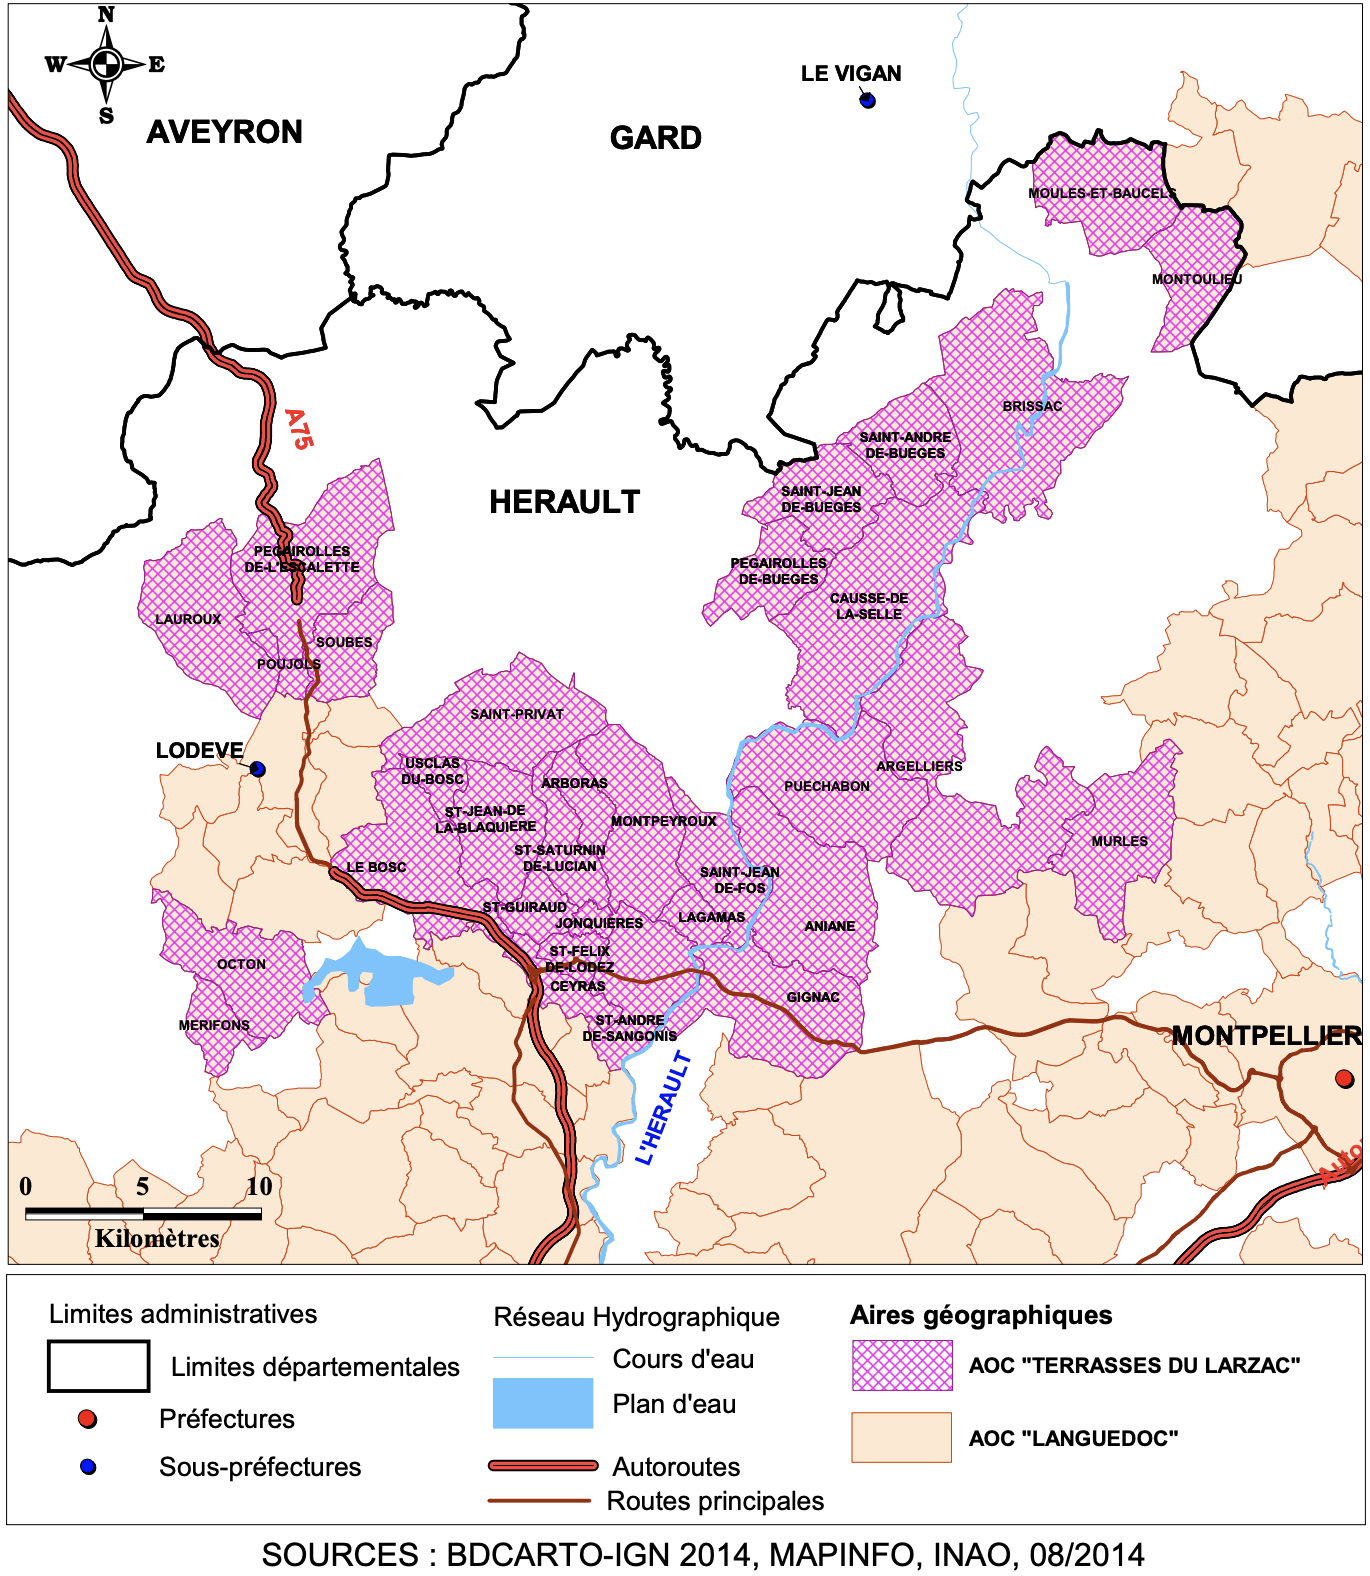 N
W E
S
AVEYRON
GARD
LE VIGAN
MOULES-ET-BAUCELS
MONTOULIEU
A75
BRISSAC
SAINT-ANDRE
DE-BUEGES
HERAULT
SAINT-JEAN
DE-BUEGES
PEGAIROLLES
DE-L'ESCALETTE
PEGAIROLLES
DE-BUEGES
CAUSSE-DE
LA-SELLE
LAUROUX
SOUBES
POUJOLS
SAINT-PRIVAT
LODEVE
USCLAS
DU-BOSC
ARBORAS
ARGELLIERS
PUECHABON
ST-JEAN-DE
LA-BLAQUIERE
MONTPEYROUX
MURLES
ST-SATURNIN
DE-LUCIAN
LE BOSC
SAINT-JEAN
DE-FOS
ST-GUIRAUD
JONQUIERES
LAGAMAS
ANIANE
ST-FELIX
DE-LODEZ
OCTON
CEYRAS
GIGNAC
MERIFONS
ST-ANDRE
DE-SANGONIS
MONTPELLIER
L'HERAULT
Auto
0 5 10
Kilomètres
Limites administratives
Limites départementales
Préfectures
Sous-préfectures
Réseau Hydrographique
Cours d'eau
Plan d'eau
Autoroutes
Routes principales
Aires géographiques
AOC "TERRASSES DU LARZAC"
AOC "LANGUEDOC"
SOURCES : BDCARTO-IGN 2014, MAPINFO, INAO, 08/2014